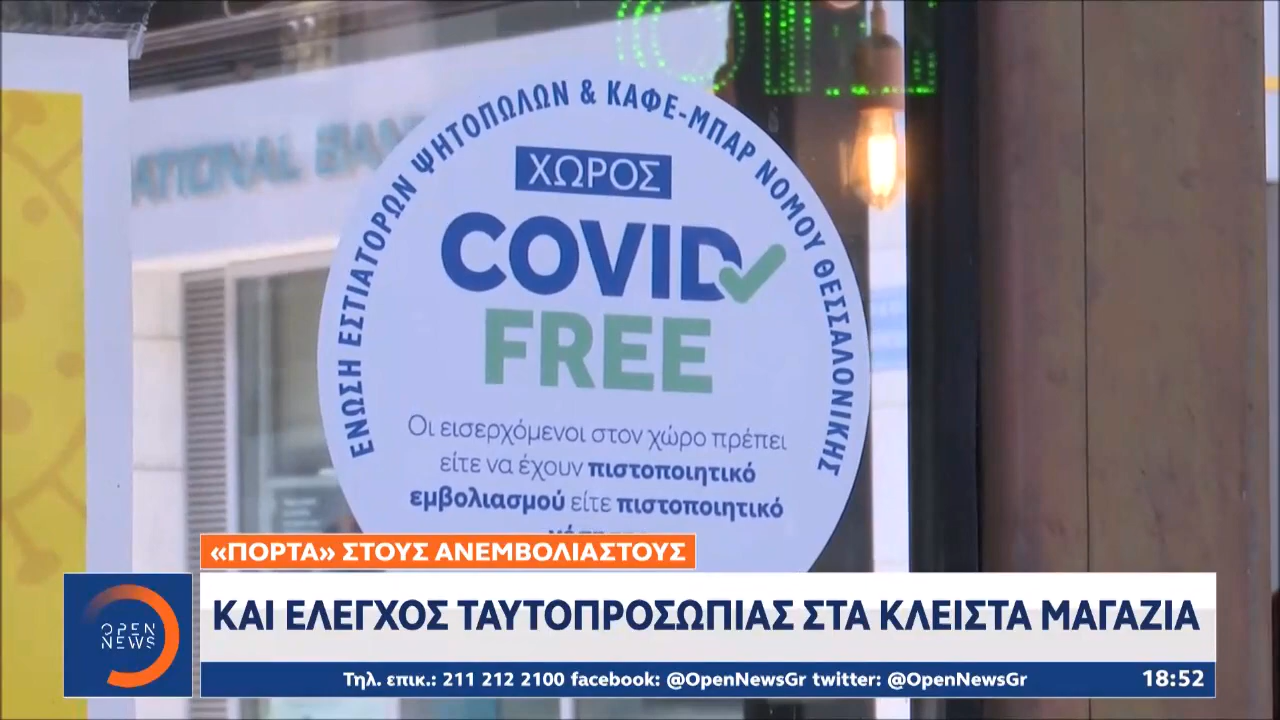 ΕΝΩΣΗ ΕΣΤΙΑΤΟΡΩΝ ΨΗΤΟΠΩΛΩΝ & ΚΑΦΕ-ΜΠΑΡ ΝΟΜΟΥ ΘΕΣΣΑΛΟΝΙΚΗΣ
ΧΩΡΟΣ
COVID
FREE
Οι εισερχόμενοι στον χώρο πρέπει
είτε να έχουν πιστοποιητικό
εμβολιασμού είτε πιστοποιητικό
«ΠΟΡΤΑ» ΣΤΟΥΣ ΑΝΕΜΒΟΛΙΑΣΤΟΥΣ
OPEN
NEWS
ΚΑΙ ΕΛΕΓΧΟΣ ΤΑΥΤΟΠΡΟΣΩΠΙΑΣ ΣΤΑ ΚΛΕΙΣΤΑ ΜΑΓΑΖΙΑ
Τηλ. επικ.: 211 212 2100 facebook: @OpenNewsGr twitter: @OpenNewsGr
18:52